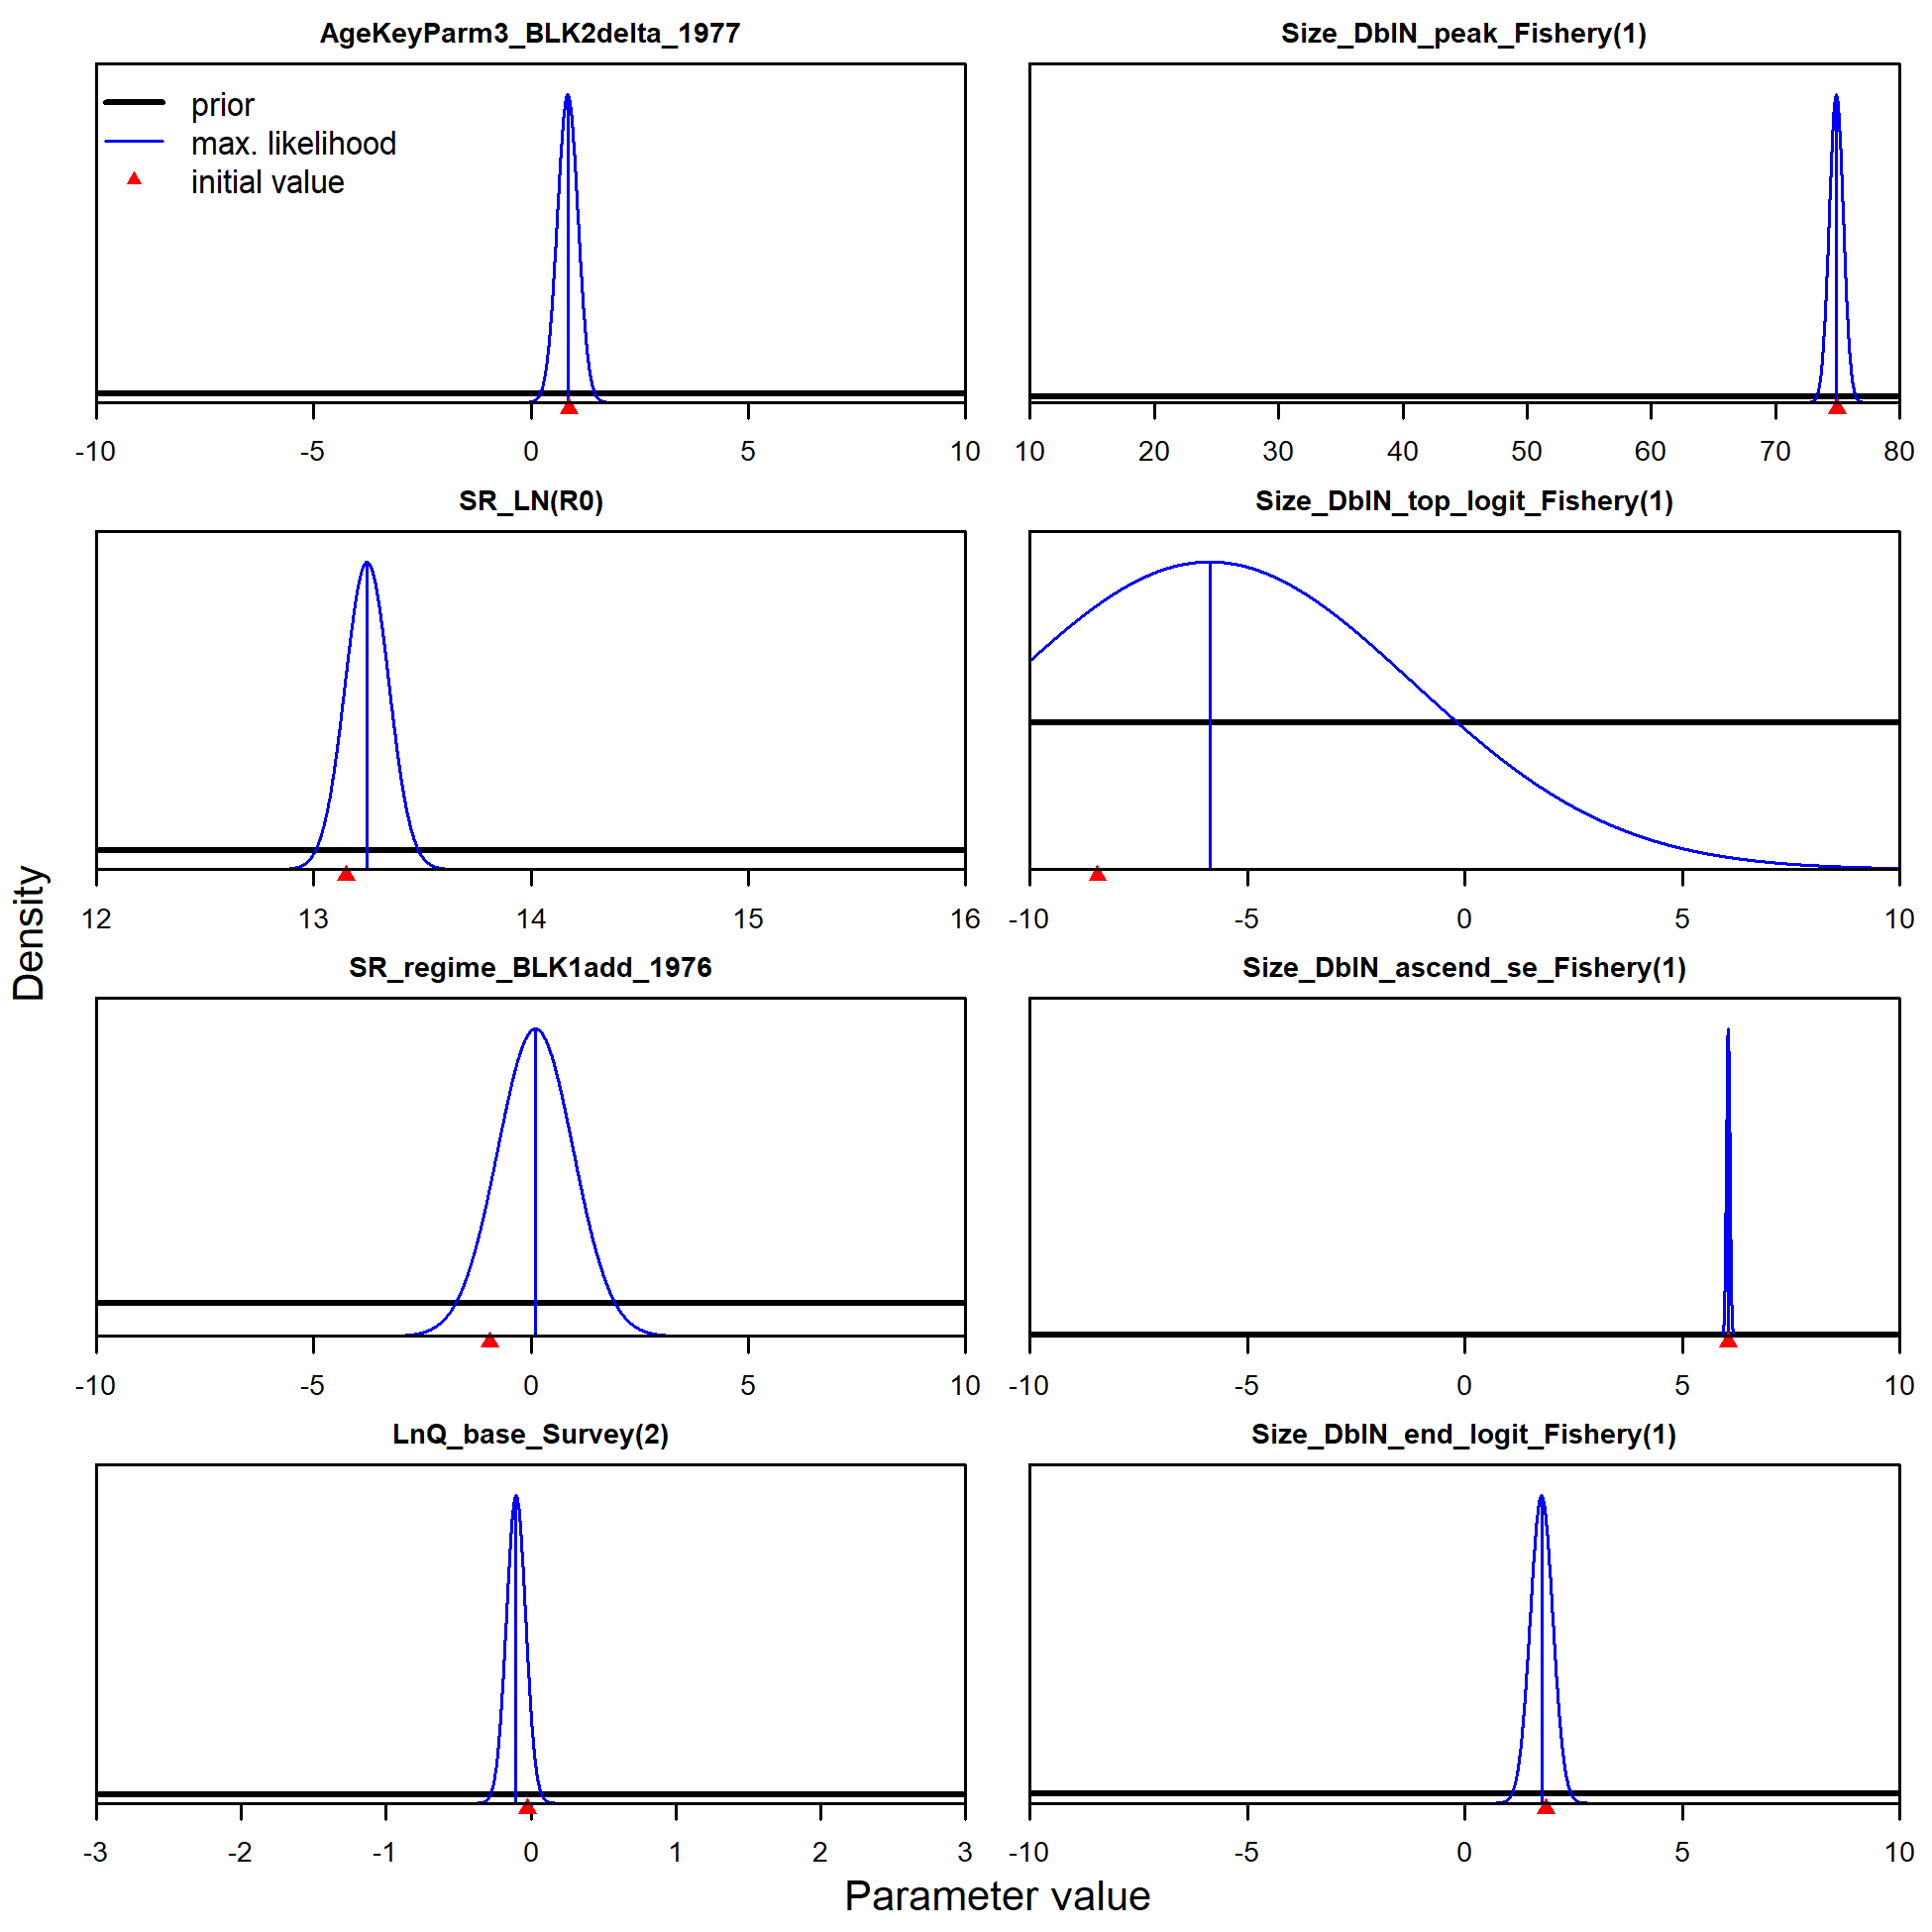 AgeKeyParm3_BLK2delta_1977
prior
max. likelihood
initial value
-10 -5 0 5 10
Size_DblN_peak_Fishery(1)
10 20 30 40 50 60 70 80
SR_LN(R0)
12 13 14 15 16
Size_DblN_top_logit_Fishery(1)
-10 -5 0 5 10
SR_regime_BLK1add_1976
-10 -5 0 5 10
Size_DblN_ascend_se_Fishery(1)
-10 -5 0 5 10
LnQ_base_Survey(2)
-3 -2 -1 0 1 2 3
Size_DblN_end_logit_Fishery(1)
-10 -5 0 5 10
Density
Parameter value